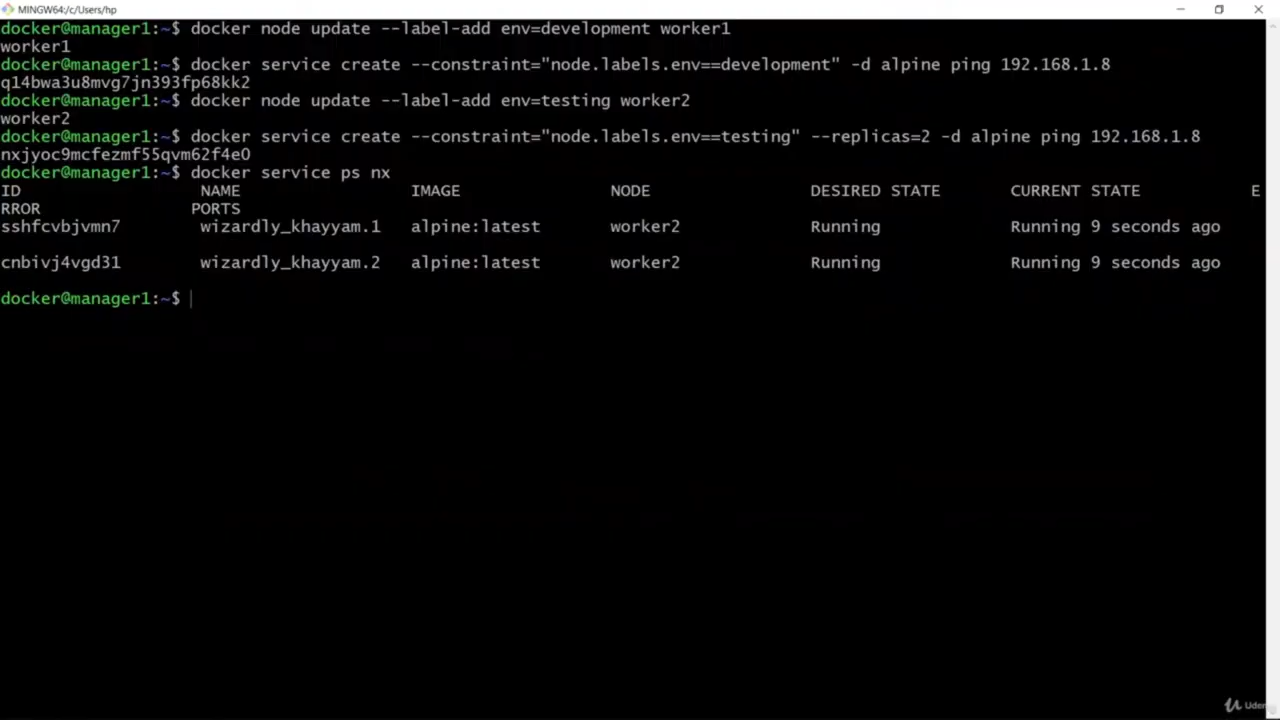 MINGW64:/c/Users/hp
docker@manager1:~$ docker node update --label-add env=development worker1
worker1
docker@manager1:~$ docker service create --constraint="node.labels.env==development" -d alpine ping 192.168.1.8
q14bwa3u8mvg7jn393fp68kk2
docker@manager1:~$ docker node update --label-add env=testing worker2
worker2
docker@manager1:~$ docker service create --constraint="node.labels.env==testing" --replicas=2 -d alpine ping 192.168.1.8
nxjyoc9mcfezmf55qvm62f4e0
docker@manager1:~$ docker service ps nx
ID NAME IMAGE NODE DESIRED STATE CURRENT STATE E
RROR PORTS
sshfcvbjvmn7 wizardly_khayyam.1 alpine:latest worker2 Running Running 9 seconds ago
cnbivj4vgd31 wizardly_khayyam.2 alpine:latest worker2 Running Running 9 seconds ago
docker@manager1:~$